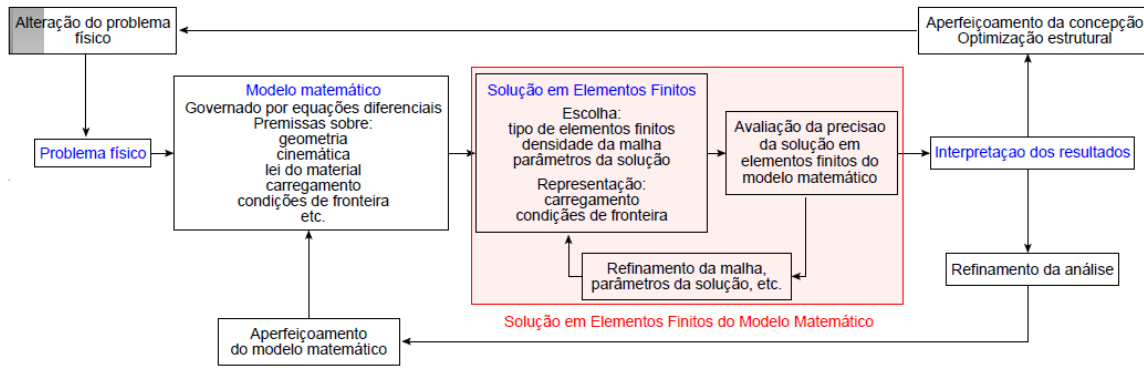 Alteração do problema
físico
Aperfeiçoamento da concepção
Optimização estrutural
Problema físico
Modelo matemático
Governado por equações diferenciais
Premissas sobre:
geometria
cinemática
lei do material
carregamento
condições de fronteira
etc.
Solução em Elementos Finitos
Escolha:
tipo de elementos finitos
densidade da malha
parâmetros da solução
Representação:
carregamento
condiçães de fronteira
Avaliação da precisao
da solução em
elementos finitos do
modelo matemático
Refinamento da malha,
parâmetros da solução, etc.
Solução em Elementos Finitos do Modelo Matemático
Interpretaçao dos resultados
Refinamento da análise
Aperfeiçoamento
do modelo matemático